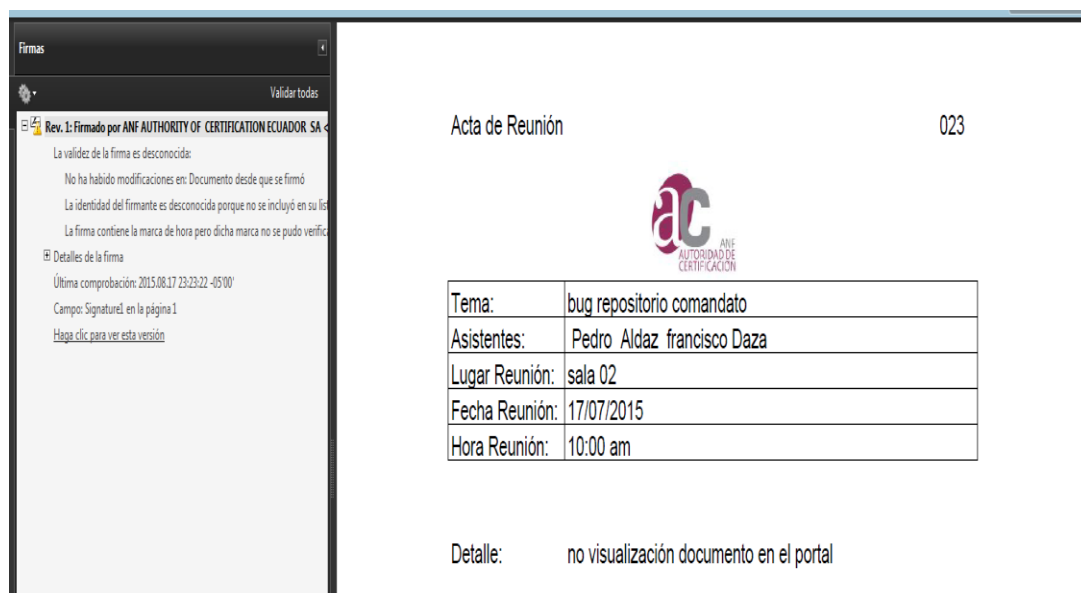 Firmas
Validar todas
Rev. 1: Firmado por ANF AUTHORITY OF CERTIFICATION ECUADOR SA <
La validez de la firma es desconocida:
No ha habido modificaciones en: Documento desde que se firmó
La identidad del firmante es desconocida porque no se incluyó en su list
La firma contiene la marca de hora pero dicha marca no se pudo verifica
Detalles de la firma
Última comprobación: 2015.08.17 23:23:22 -05'00'
Campo: Signature1 en la página 1
Haga clic para ver esta versión
Acta de Reunión 023
ac
ANF
AUTORIDAD DE
CERTIFICACIÓN
Tema: bug repositorio comandato
Asistentes: Pedro Aldaz francisco Daza
Lugar Reunión: sala 02
Fecha Reunión: 17/07/2015
Hora Reunión: 10:00 am
Detalle: no visualización documento en el portal